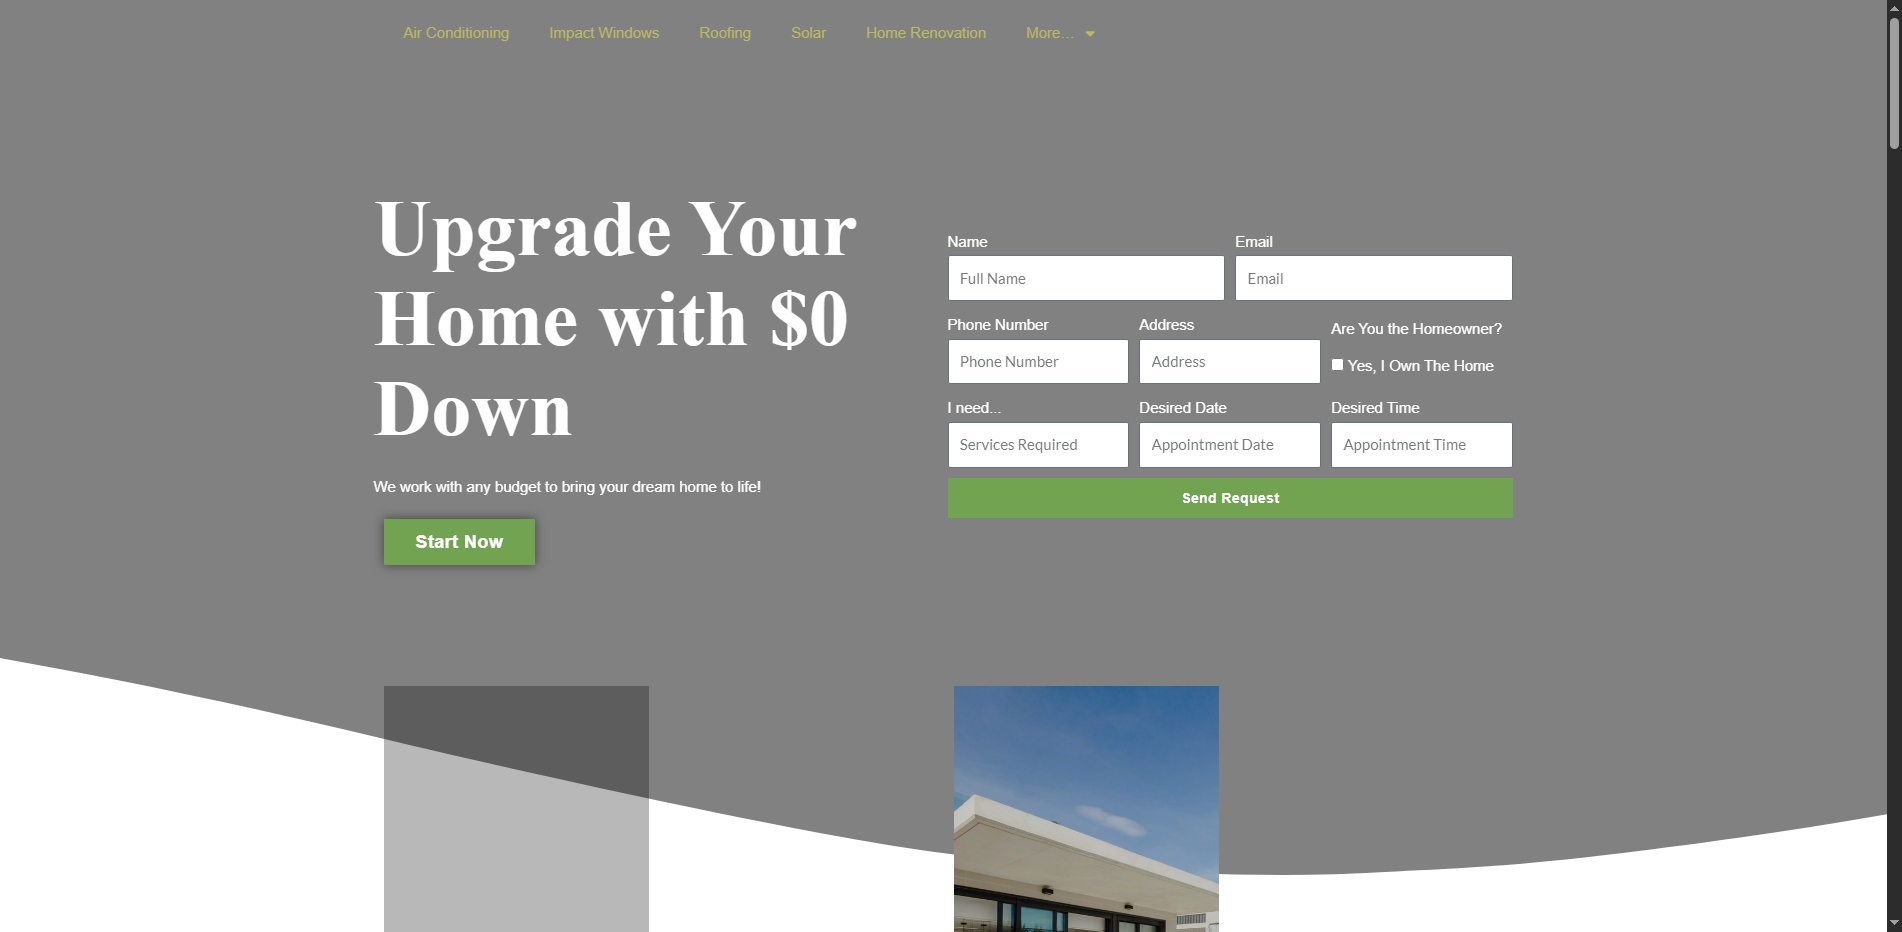 Air Conditioning
Impact Windows
Roofing
Solar
Home Renovation
More...
Upgrade Your
Home with $0
Down
We work with any budget to bring your dream home to life!
Start Now
Name
Email
Full Name
Email
Phone Number
Address
Are You the Homeowner?
Phone Number
Address
Yes, I Own The Home
I need...
Desired Date
Desired Time
Services Required
Appointment Date
Appointment Time
Send Request